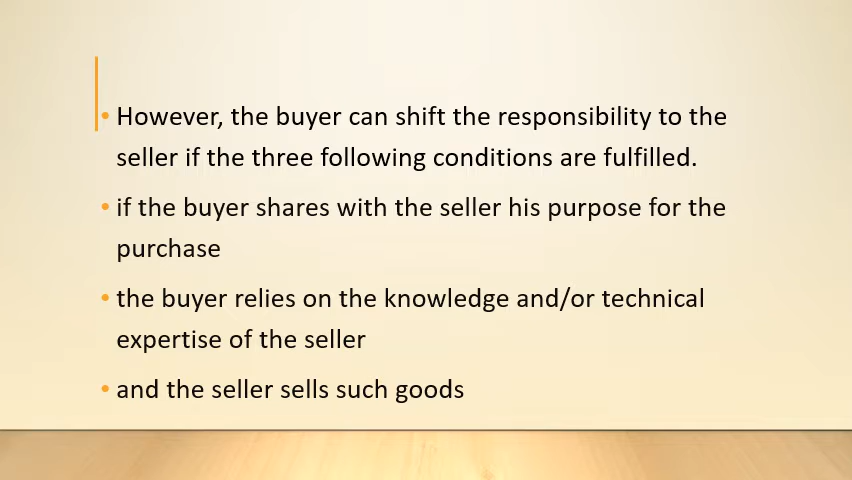 • However, the buyer can shift the responsibility to the
seller if the three following conditions are fulfilled.
• if the buyer shares with the seller his purpose for the
purchase
• the buyer relies on the knowledge and/or technical
expertise of the seller
• and the seller sells such goods